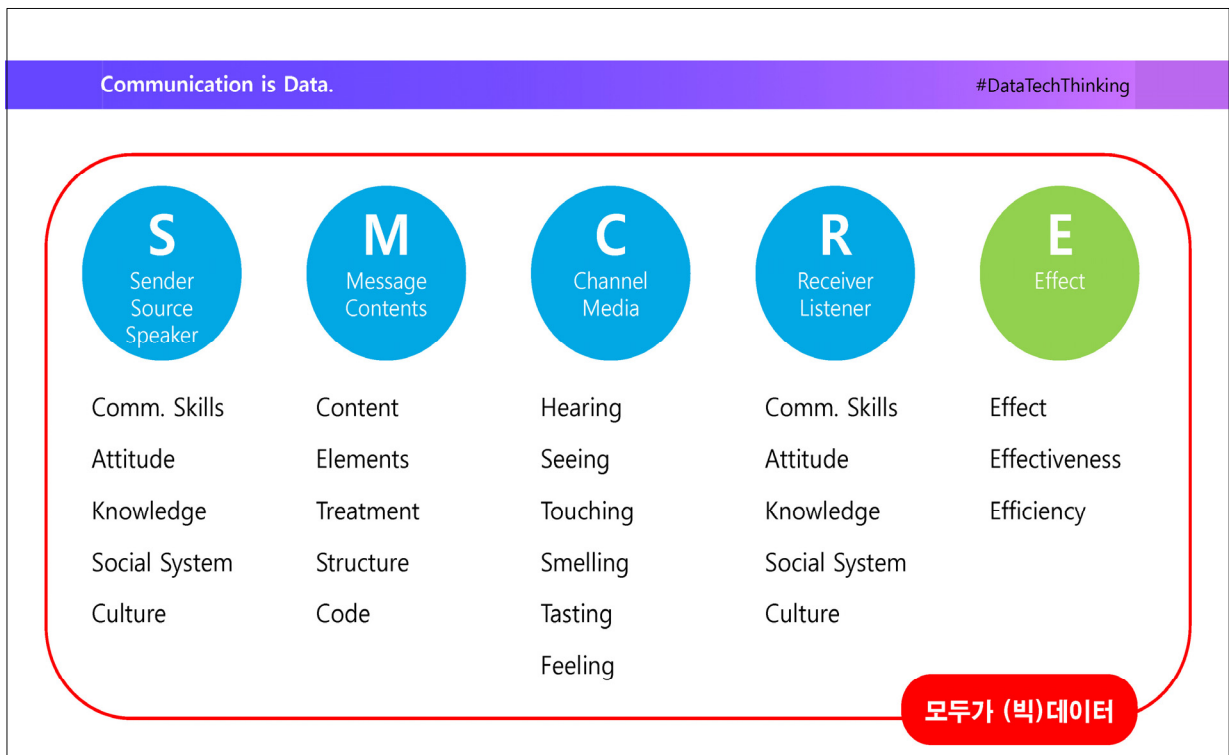 Communication is Data.
#DataTechThinking
S
Sender
Source
Speaker
M
Message
Contents
C
Channel
Media
R
Receiver
Listener
E
Effect
Comm. Skills
Attitude
Knowledge
Social System
Culture
Content
Elements
Treatment
Structure
Code
Hearing
Seeing
Touching
Smelling
Tasting
Feeling
Comm. Skills
Attitude
Knowledge
Social System
Culture
Effect
Effectiveness
Efficiency
모두가 (빅)데이터